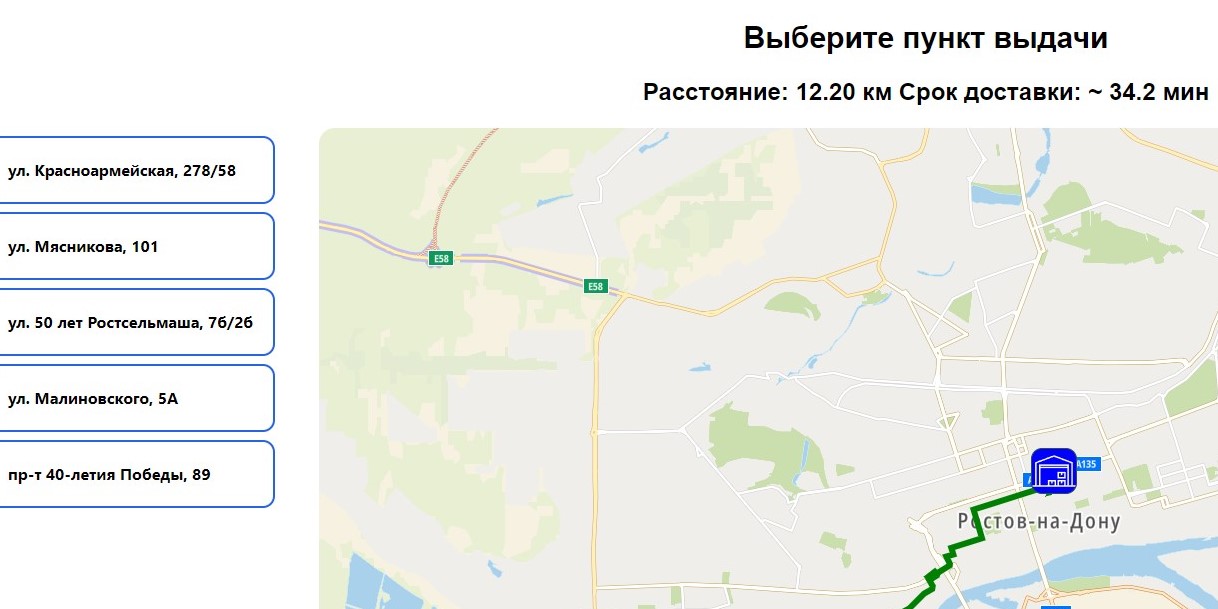 Выберите пункт выдачи
Расстояние: 12.20 км Срок доставки: ~ 34.2 мин
ул. Красноармейская, 278/58
ул. Мясникова, 101
ул. 50 лет Ростсельмаша, 7б/2б
ул. Малиновского, 5А
пр-т 40-летия Победы, 89
E58
E58
A135
Ростов-на-Дону